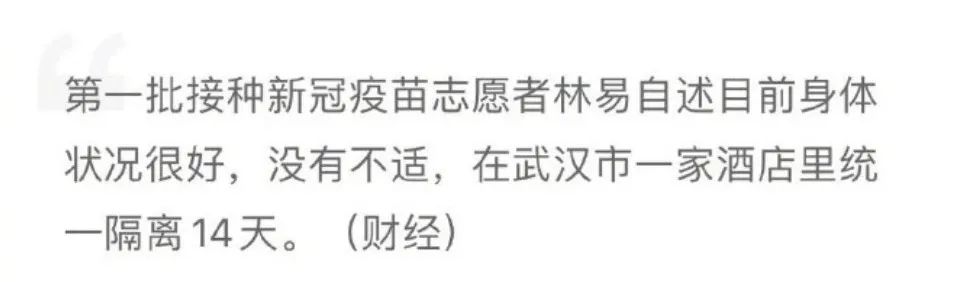 第一批接种新冠疫苗志愿者林易自述目前身体
状况很好，没有不适，在武汉市一家酒店里统
一隔离14天。（财经）